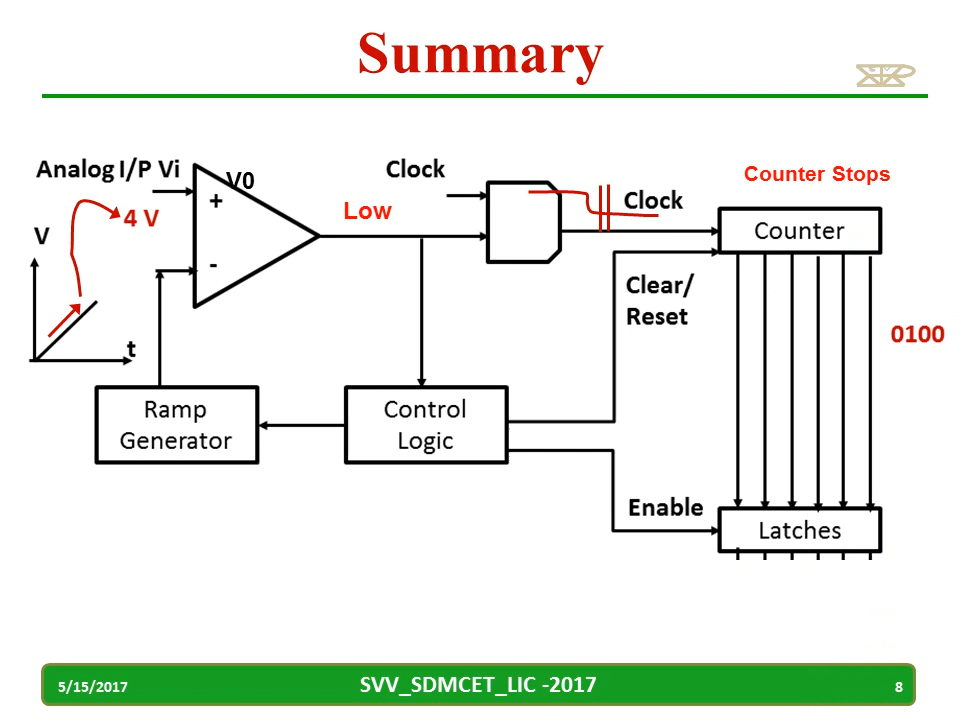 Summary
Analog I/P Vi
V0
Clock
Counter Stops
+
4 V
Low
Clock
V
Counter
-
Clear/
Reset
0100
t
Ramp
Generator
Control
Logic
Enable
Latches
5/15/2017
SVV_SDMCET_LIC -2017
8